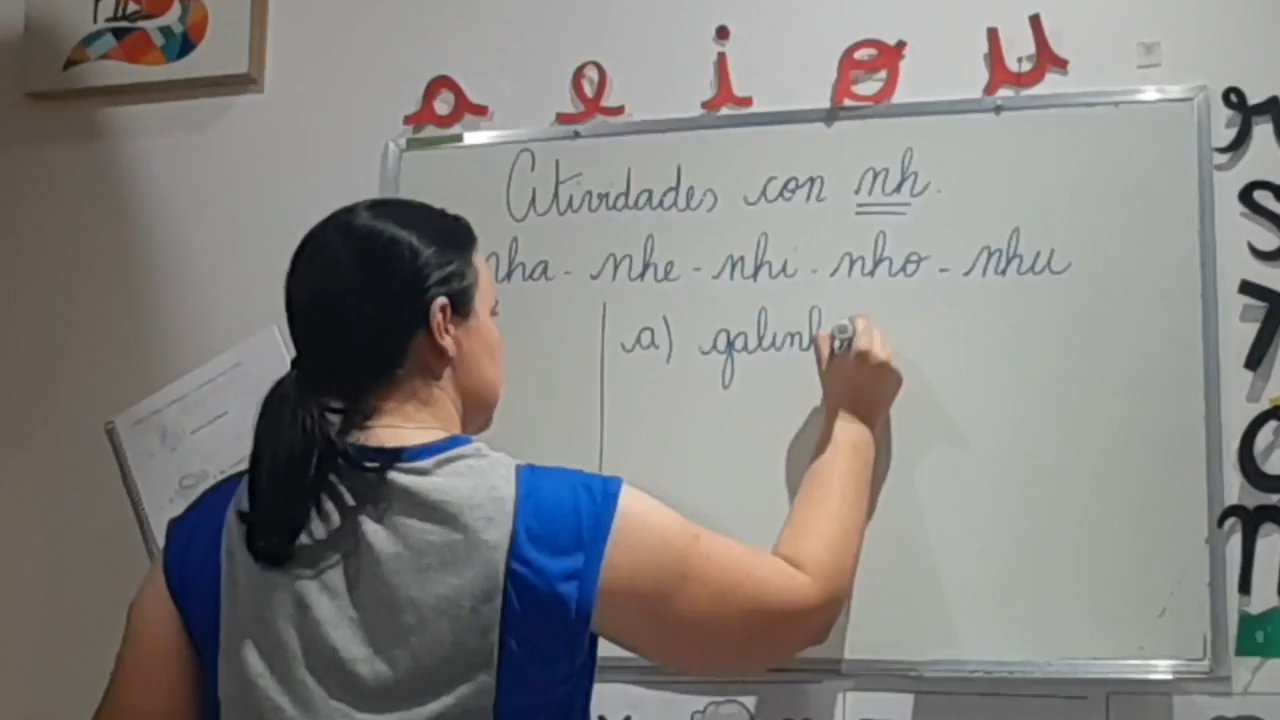 a e i o u
Atividades con nh.
nha - nhe - nhi - nho - nhu
a) galinh
r
s